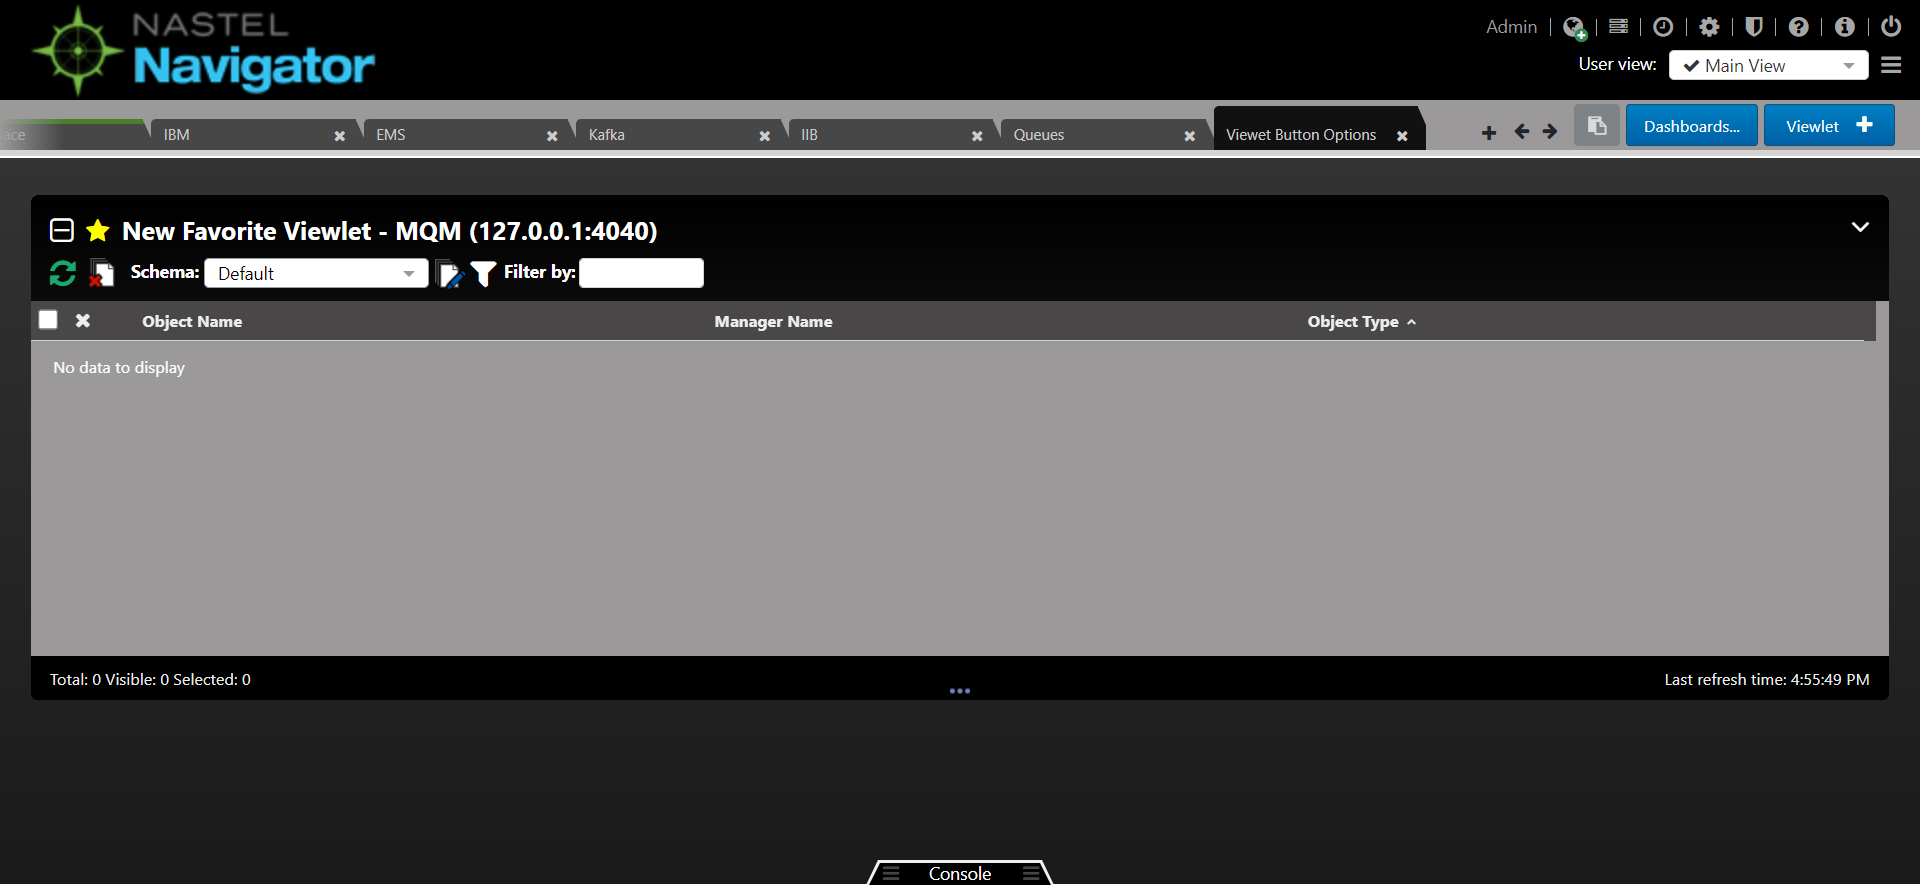 NASTEL
Navigator
Admin
User view: Main View
ace
IBM
EMS
Kafka
IIB
Queues
Viewet Button Options
Dashboards...
Viewlet
New Favorite Viewlet - MQM (127.0.0.1:4040)
Schema: Default
Filter by:
Object Name
Manager Name
Object Type
No data to display
Total: 0 Visible: 0 Selected: 0
Last refresh time: 4:55:49 PM
Console